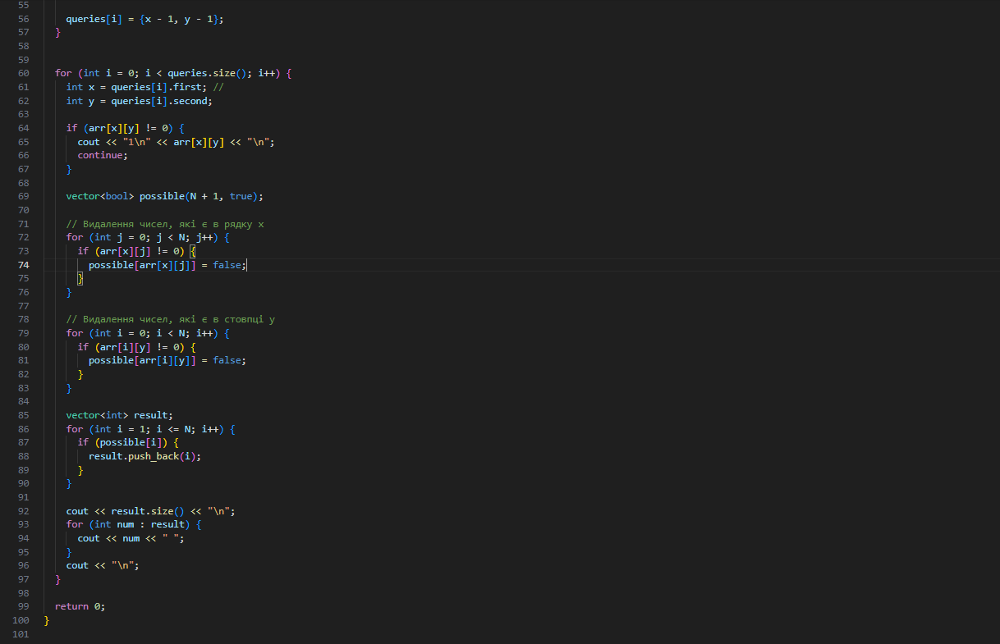 55
56 queries[i] = {x - 1, y - 1};
57 }
58
59
60 for (int i = 0; i < queries.size(); i++) {
61 int x = queries[i].first; //
62 int y = queries[i].second;
63
64 if (arr[x][y] != 0) {
65 cout << "1\n" << arr[x][y] << "\n";
66 continue;
67 }
68
69 vector<bool> possible(N + 1, true);
70
71 // Видалення чисел, які є в рядку x
72 for (int j = 0; j < N; j++) {
73 if (arr[x][j] != 0) {
74 possible[arr[x][j]] = false;
75 }
76 }
77
78 // Видалення чисел, які є в стовпці y
79 for (int i = 0; i < N; i++) {
80 if (arr[i][y] != 0) {
81 possible[arr[i][y]] = false;
82 }
83 }
84
85 vector<int> result;
86 for (int i = 1; i <= N; i++) {
87 if (possible[i]) {
88 result.push_back(i);
89 }
90 }
91
92 cout << result.size() << "\n";
93 for (int num : result) {
94 cout << num << " ";
95 }
96 cout << "\n";
97 }
98
99 return 0;
100 }
101